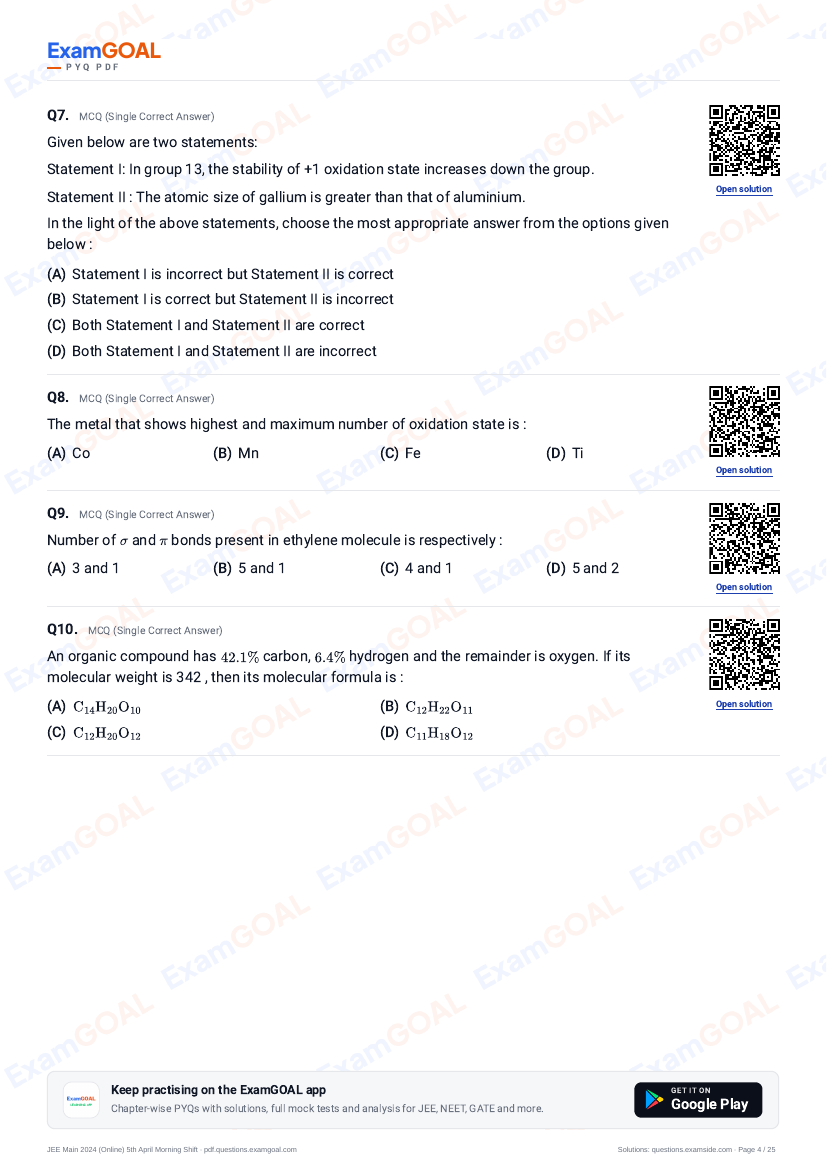 ExamGOAL
PYQ PDF
Q7. MCQ (Single Correct Answer)
Given below are two statements:
Statement I: In group 13, the stability of +1 oxidation state increases down the group.
Statement II : The atomic size of gallium is greater than that of aluminium.
In the light of the above statements, choose the most appropriate answer from the options given
below :
(A) Statement I is incorrect but Statement II is correct
(B) Statement I is correct but Statement II is incorrect
(C) Both Statement I and Statement II are correct
(D) Both Statement I and Statement II are incorrect
Open solution
Q8. MCQ (Single Correct Answer)
The metal that shows highest and maximum number of oxidation state is :
(A) Co (B) Mn (C) Fe (D) Ti
Open solution
Q9. MCQ (Single Correct Answer)
Number of σ and π bonds present in ethylene molecule is respectively :
(A) 3 and 1 (B) 5 and 1 (C) 4 and 1 (D) 5 and 2
Open solution
Q10. MCQ (Single Correct Answer)
An organic compound has 42.1% carbon, 6.4% hydrogen and the remainder is oxygen. If its
molecular weight is 342 , then its molecular formula is :
(A) C₁₄H₂₀O₁₀ (B) C₁₂H₂₂O₁₁
(C) C₁₂H₂₀O₁₂ (D) C₁₁H₁₈O₁₂
Open solution
Keep practising on the ExamGOAL app
Chapter-wise PYQs with solutions, full mock tests and analysis for JEE, NEET, GATE and more.
ExamGOAL
GET IT ON
Google Play
JEE Main 2024 (Online) 5th April Morning Shift · pdf.questions.examgoal.com
Solutions: questions.examside.com · Page 4 / 25